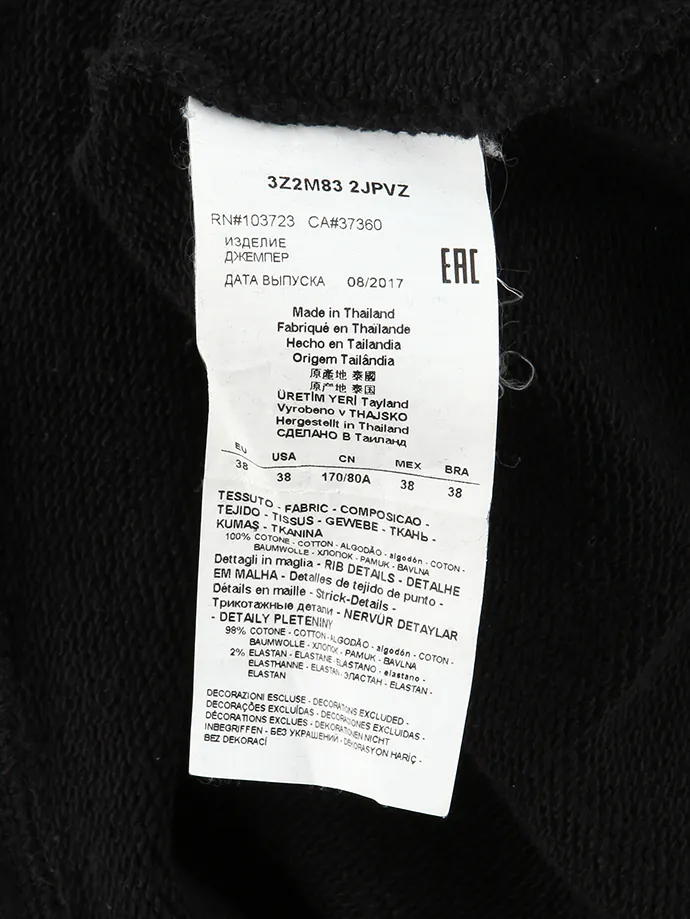 3Z2M83 2JPVZ
RN#103723 CA#37360
ИЗДЕЛИЕ
ДЖЕМПЕР
EAC
ДАТА ВЫПУСКА 08/2017
Made in Thailand
Fabriqué en Thaïlande
Hecho en Tailandia
Origem Tailândia
原產地 泰國
原产地 泰国
ÜRETİM YERİ Tayland
Vyrobeno v THAJSKO
Hergestellt in Thailand
СДЕЛАНО В Таиланд
EU USA CN MEX BRA
38 38 170/80A 38 38
TESSUTO - FABRIC - COMPOSICAO -
TEJIDO - TISSUS - GEWEBE - ТКАНЬ -
KUMAŞ - TKANINA
100% COTONE - COTTON - ALGODÃO - algodón - COTON -
BAUMWOLLE - ХЛОПОК - PAMUK - BAVLNA
Dettagli in maglia - RIB DETAILS - DETALHE
EM MALHA - Detalles de tejido de punto -
Détails en maille - Strick-Details -
Трикотажные детали - NERVÜR DETAYLAR
- DETAILY PLETENINY
98% COTONE - COTTON - ALGODÃO - algodón - COTON -
BAUMWOLLE - ХЛОПОК - PAMUK - BAVLNA
2% ELASTAN - ELASTANE - ELASTANO - elastano -
ELASTHANNE - ELASTAN - ЭЛАСТАН - ELASTAN -
ELASTAN
DECORAZIONI ESCLUSE - DECORATIONS EXCLUDED -
DECORAÇÕES EXCLUÍDAS - DECORACIONES EXCLUIDAS -
DÉCORATIONS EXCLUES - DEKORATIONEN NICHT
INBEGRIFFEN - БЕЗ УКРАШЕНИЙ - DEKORASYON HARİÇ -
BEZ DEKORACÍ